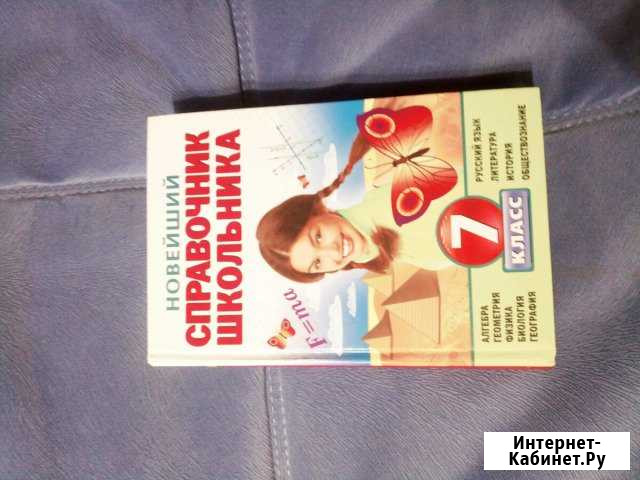 НОВЕЙШИЙ
СПРАВОЧНИК
ШКОЛЬНИКА
F=ma
7
КЛАСС
АЛГЕБРА
ГЕОМЕТРИЯ
ФИЗИКА
БИОЛОГИЯ
ГЕОГРАФИЯ
РУССКИЙ ЯЗЫК
ЛИТЕРАТУРА
ИСТОРИЯ
ОБЩЕСТВОЗНАНИЕ
Интернет-
Кабинет.Ру